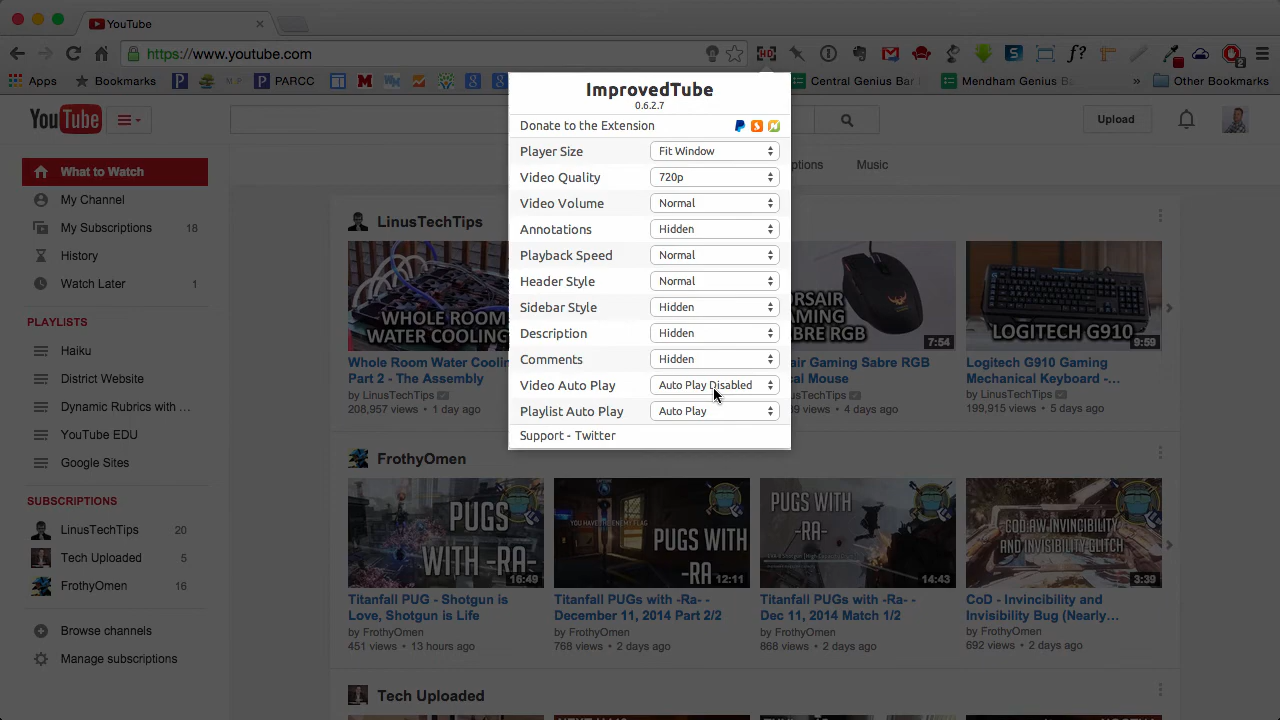 YouTube
https://www.youtube.com
Apps
Bookmarks
PARCC
Central Genius Bar
Mendham Genius Bar
»
Other Bookmarks
YouTube
Upload
Music
What to Watch
My Channel
My Subscriptions 18
History
Watch Later 1
PLAYLISTS
Haiku
District Website
Dynamic Rubrics with ...
YouTube EDU
Google Sites
SUBSCRIPTIONS
LinusTechTips 20
Tech Uploaded 5
FrothyOmen 16
Browse channels
Manage subscriptions
ImprovedTube
0.6.2.7
Donate to the Extension
Player Size Fit Window
Video Quality 720p
Video Volume Normal
Annotations Hidden
Playback Speed Normal
Header Style Normal
Sidebar Style Hidden
Description Hidden
Comments Hidden
Video Auto Play Auto Play Disabled
Playlist Auto Play Auto Play
Support - Twitter
LinusTechTips
WHOLE ROOM
WATER COOLING
7:54
LOGITECH G910
9:59
Whole Room Water
Part 2 - The Assembly
by LinusTechTips
208,957 views • 1 day ago
Gaming Sabre RGB
Mouse
4 days ago
Logitech G910 Gaming
Mechanical Keyboard -...
by LinusTechTips
199,915 views • 5 days ago
FrothyOmen
PUGS
WITH -RA-
16:49
PUGS WITH
-RA
12:11
PUGS WITH
-RA-
14:43
COD AW INVINCIBILITY
AND INVISIBILITY GLITCH
3:39
Titanfall PUG - Shotgun is
Love, Shotgun is Life
by FrothyOmen
451 views • 13 hours ago
Titanfall PUGs with -Ra- -
December 11, 2014 Part 2/2
by FrothyOmen
768 views • 2 days ago
Titanfall PUGs with -Ra- -
Dec 11, 2014 Match 1/2
by FrothyOmen
868 views • 2 days ago
CoD - Invincibility and
Invisibility Bug (Nearly...
by FrothyOmen
692 views • 2 days ago
Tech Uploaded